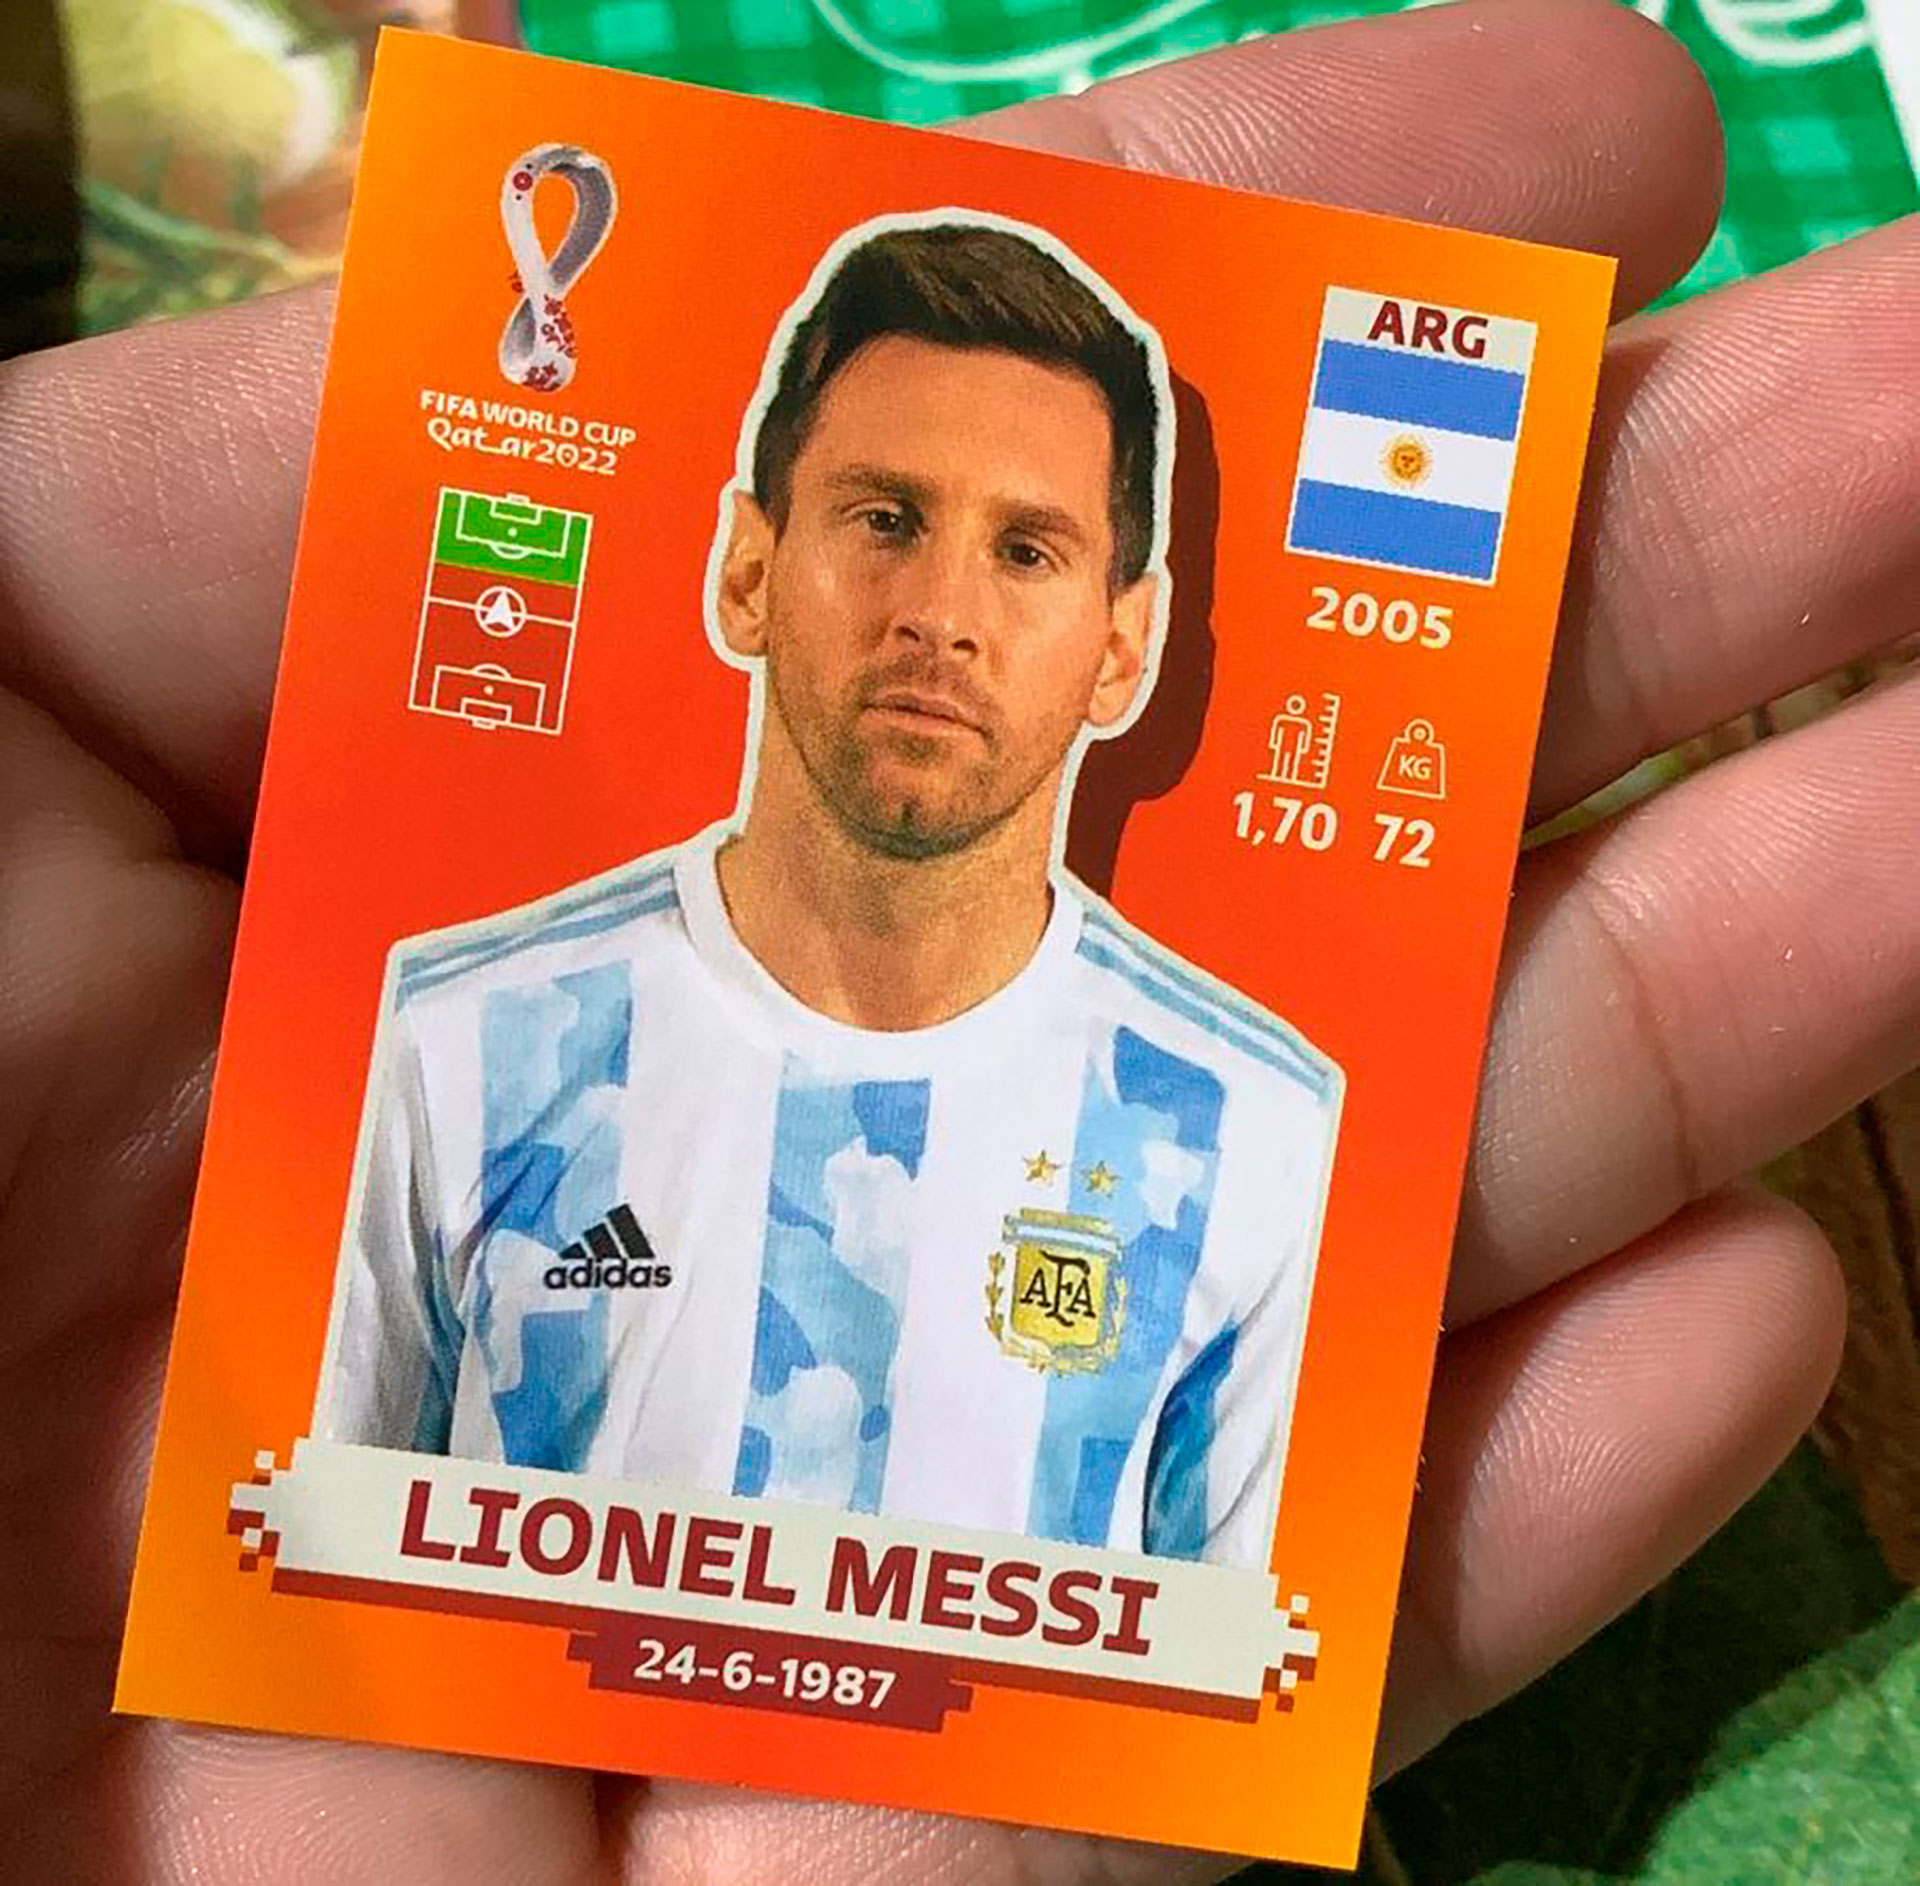 FIFA WORLD CUP
Qatar2022
ARG
2005
KG
1,70 72
adidas
AFA
LIONEL MESSI
24-6-1987